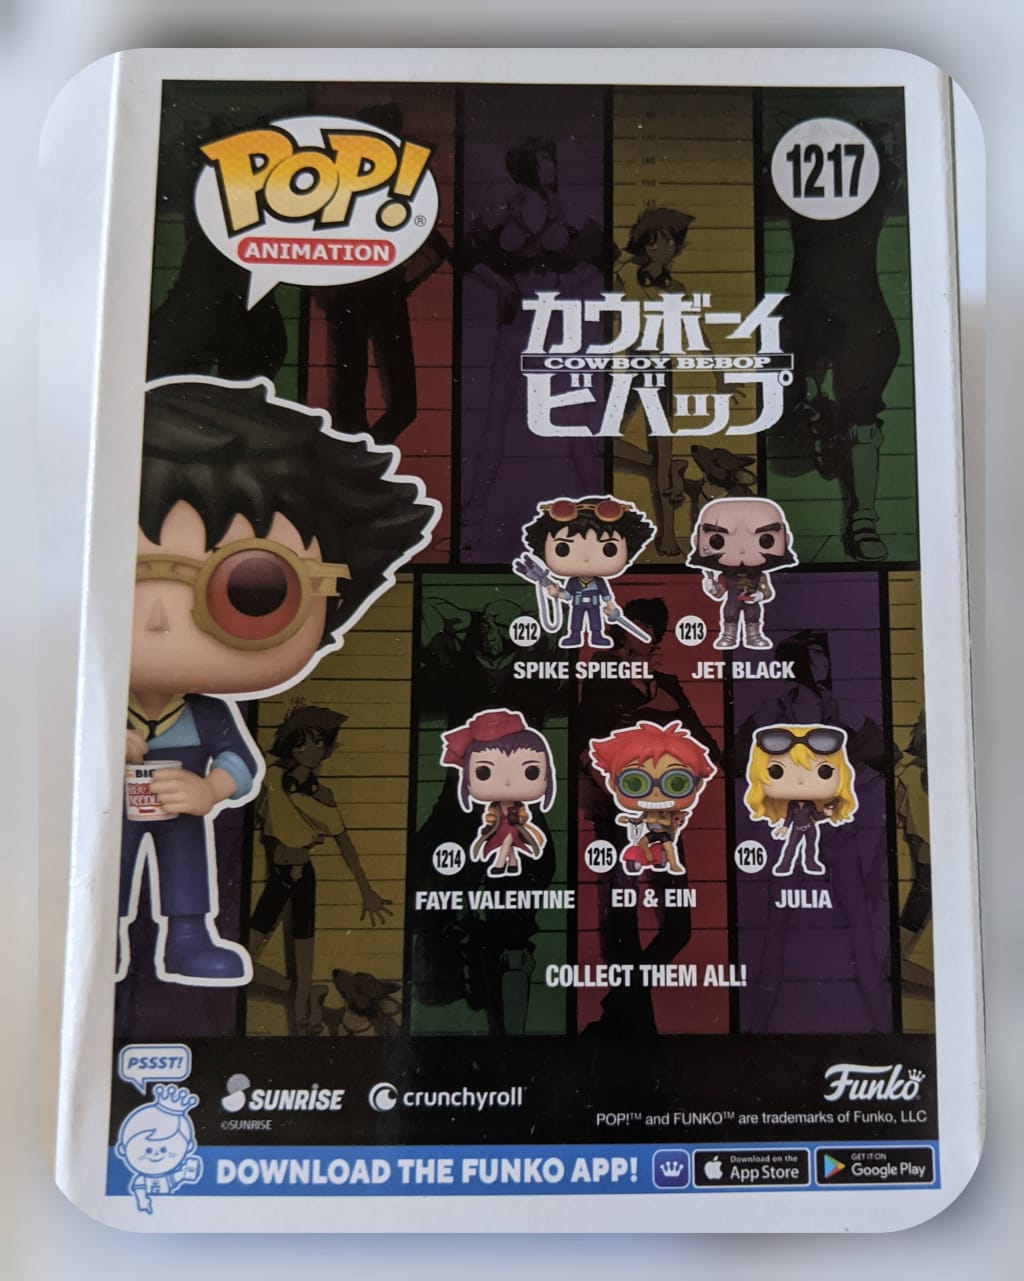 POP!®
ANIMATION
1217
カウボーイ
COWBOY BEBOP
ビバップ
1212
SPIKE SPIEGEL
1213
JET BLACK
BIG
1214
FAYE VALENTINE
1215
ED & EIN
1216
JULIA
COLLECT THEM ALL!
PSSST!
SUNRISE
©SUNRISE
crunchyroll
Funko
POP!™ and FUNKO™ are trademarks of Funko, LLC
DOWNLOAD THE FUNKO APP!
Download on the
App Store
GET IT ON
Google Play